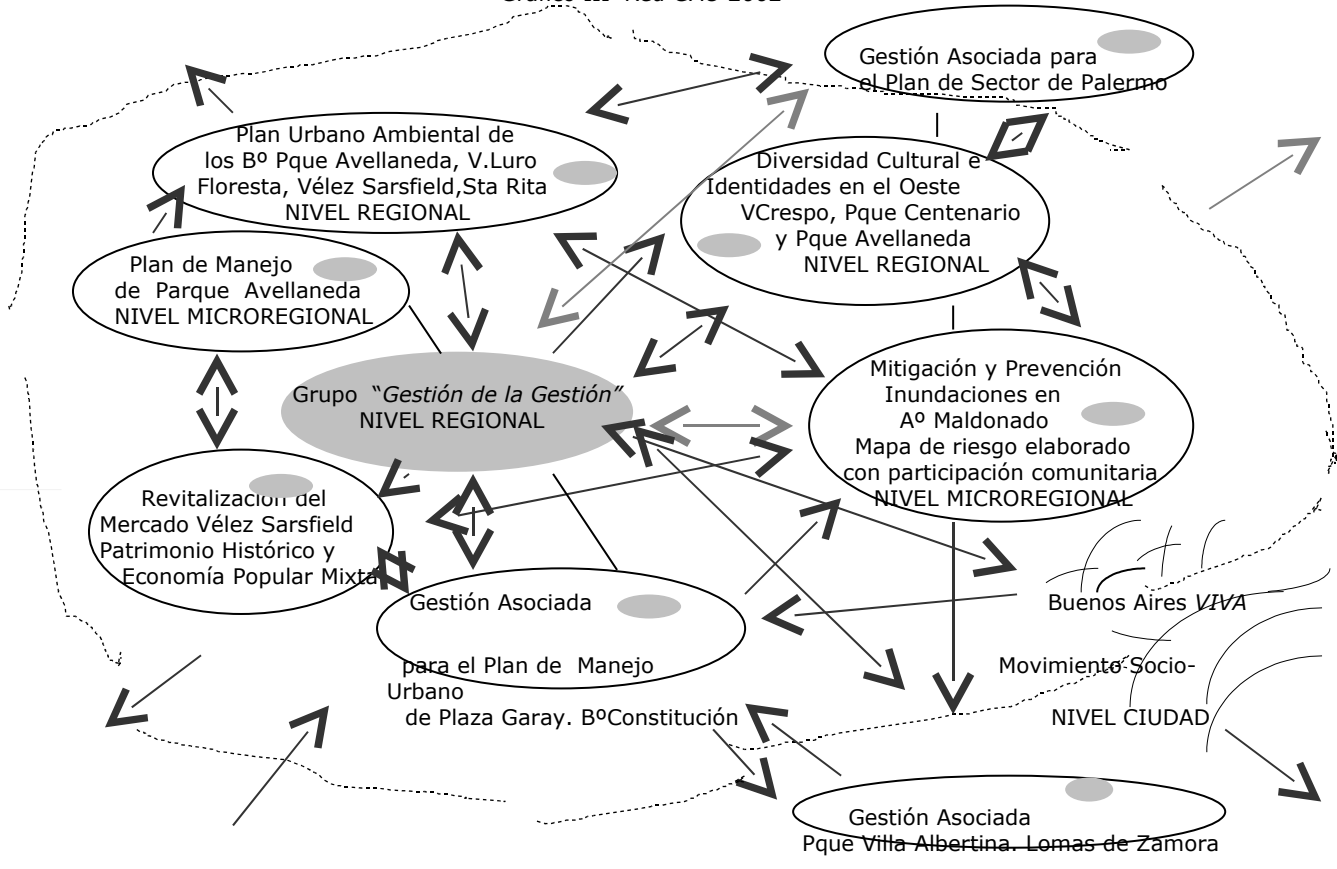 Gestión Asociada para
el Plan de Sector de Palermo
Plan Urbano Ambiental de
los Bº Pque Avellaneda, V.Luro
Floresta, Vélez Sarsfield,Sta Rita
NIVEL REGIONAL
Diversidad Cultural e
Identidades en el Oeste
VCrespo, Pque Centenario
y Pque Avellaneda
NIVEL REGIONAL
Plan de Manejo
de Parque Avellaneda
NIVEL MICROREGIONAL
Grupo “Gestión de la Gestión”
NIVEL REGIONAL
Mitigación y Prevención
Inundaciones en
Aº Maldonado
Mapa de riesgo elaborado
con participación comunitaria
NIVEL MICROREGIONAL
Revitalización del
Mercado Vélez Sarsfield
Patrimonio Histórico y
Economía Popular Mixta
Gestión Asociada
para el Plan de Manejo
Urbano
de Plaza Garay. BºConstitución
Buenos Aires VIVA
Movimiento Socio-
NIVEL CIUDAD
Gestión Asociada
Pque Villa Albertina. Lomas de Zamora